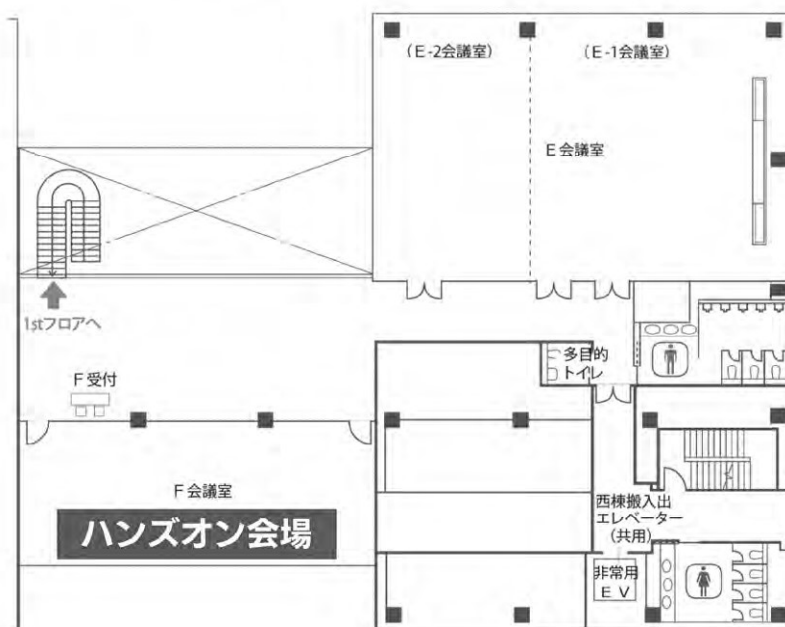 (E-2会議室)
(E-1会議室)
E会議室
1stフロアへ
多目的
トイレ
F受付
F会議室
ハンズオン会場
西棟搬入出
エレベーター
(共用)
非常用
EV